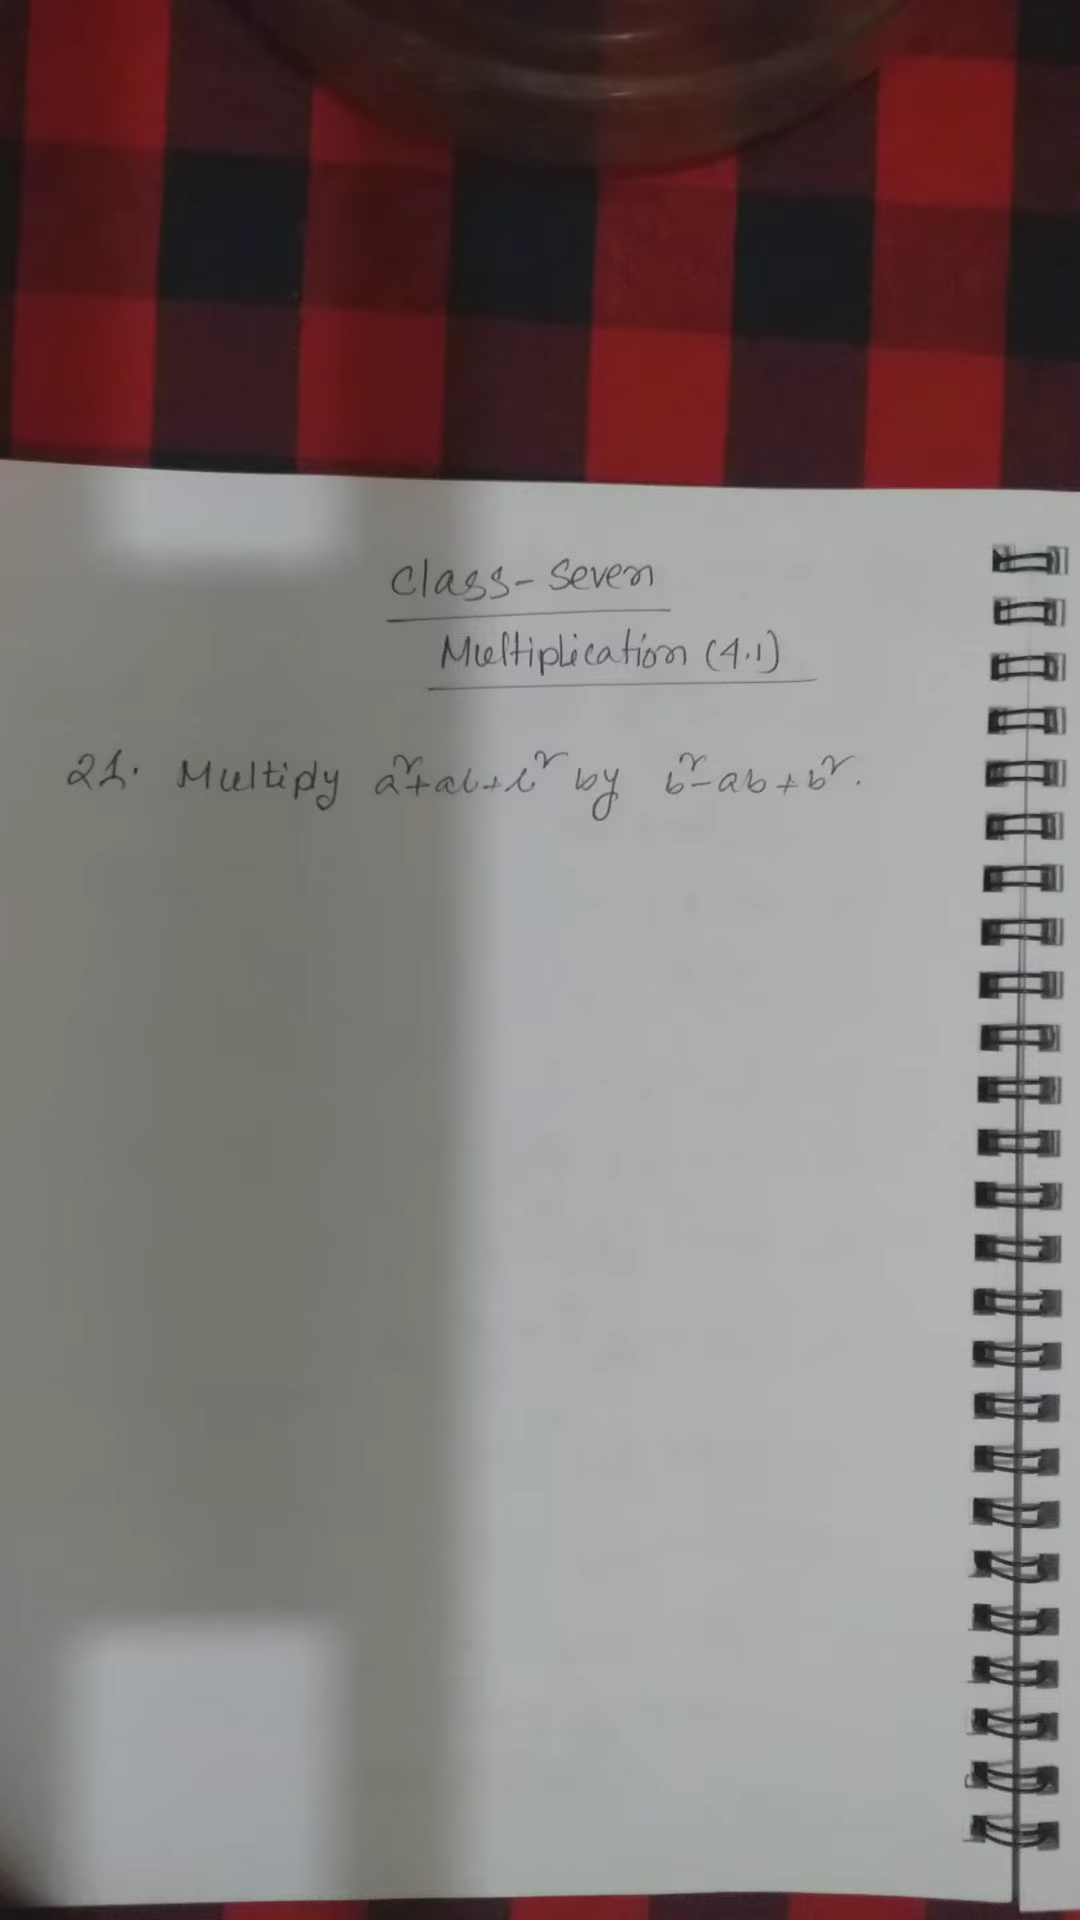 Class-Seven
Multiplication (4.1)
21. Multiply a²+ab+b² by b²-ab+b².